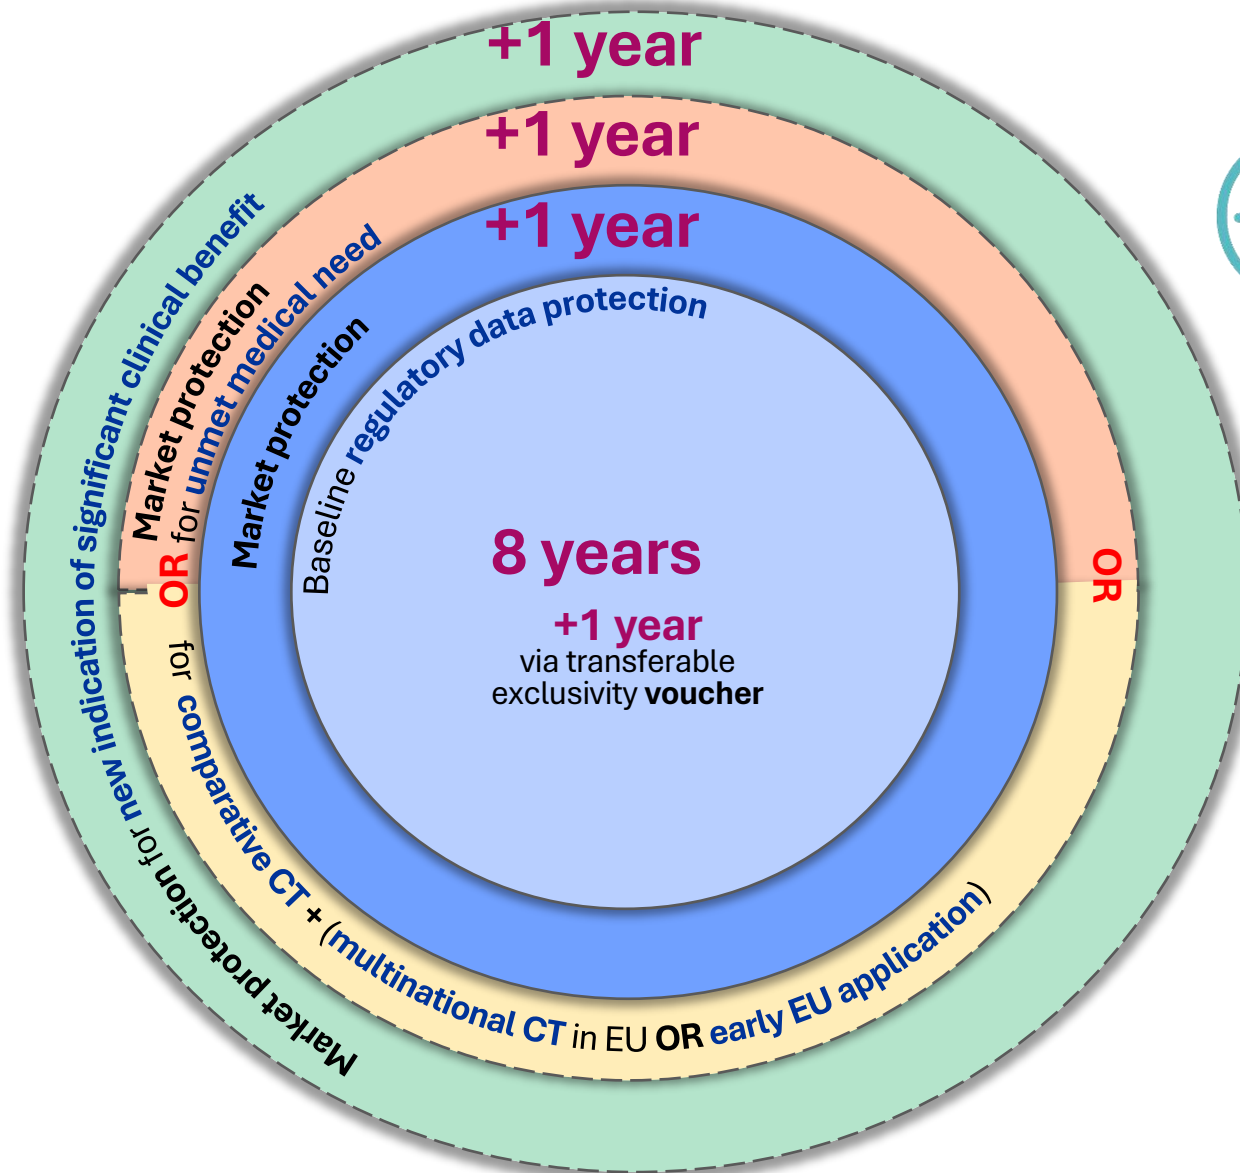 +1 year
+1 year
+1 year
Market protection for new indication of significant clinical benefit
Market protection
OR for unmet medical need
Market protection
Baseline regulatory data protection
8 years
+1 year
via transferable
exclusivity voucher
OR
for comparative CT + (multinational CT in EU OR early EU application)